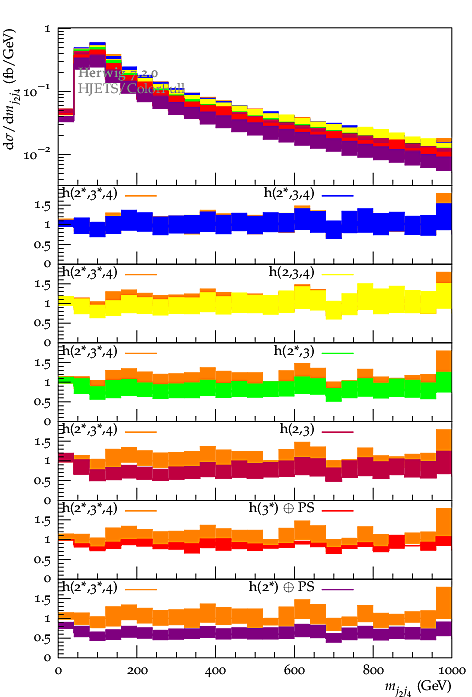 dσ/dm_{j2j4} (fb/GeV)
1
10⁻¹
10⁻²
Herwig 7.2.0
HJETS/ColorFull
h(2*,3*,4) h(2*,3,4)
1.5
1
0.5
0
h(2*,3*,4) h(2,3,4)
1.5
1
0.5
0
h(2*,3*,4) h(2*,3)
1.5
1
0.5
0
h(2*,3*,4) h(2,3)
1.5
1
0.5
0
h(2*,3*,4) h(3*) ⊕ PS
1.5
1
0.5
0
h(2*,3*,4) h(2*) ⊕ PS
1.5
1
0.5
0
0 200 400 600 800 1000
m_{j2j4} (GeV)